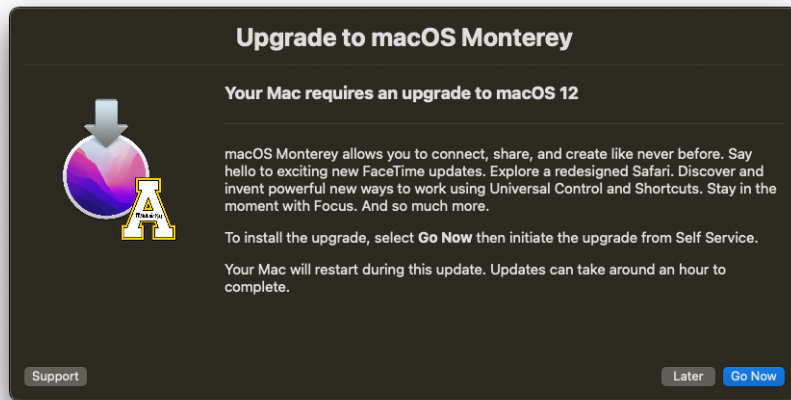 Upgrade to macOS Monterey
Your Mac requires an upgrade to macOS 12
macOS Monterey allows you to connect, share, and create like never before. Say
hello to exciting new FaceTime updates. Explore a redesigned Safari. Discover and
invent powerful new ways to work using Universal Control and Shortcuts. Stay in the
moment with Focus. And so much more.
A
To install the upgrade, select Go Now then initiate the upgrade from Self Service.
Your Mac will restart during this update. Updates can take around an hour to
complete.
Support
Later
Go Now